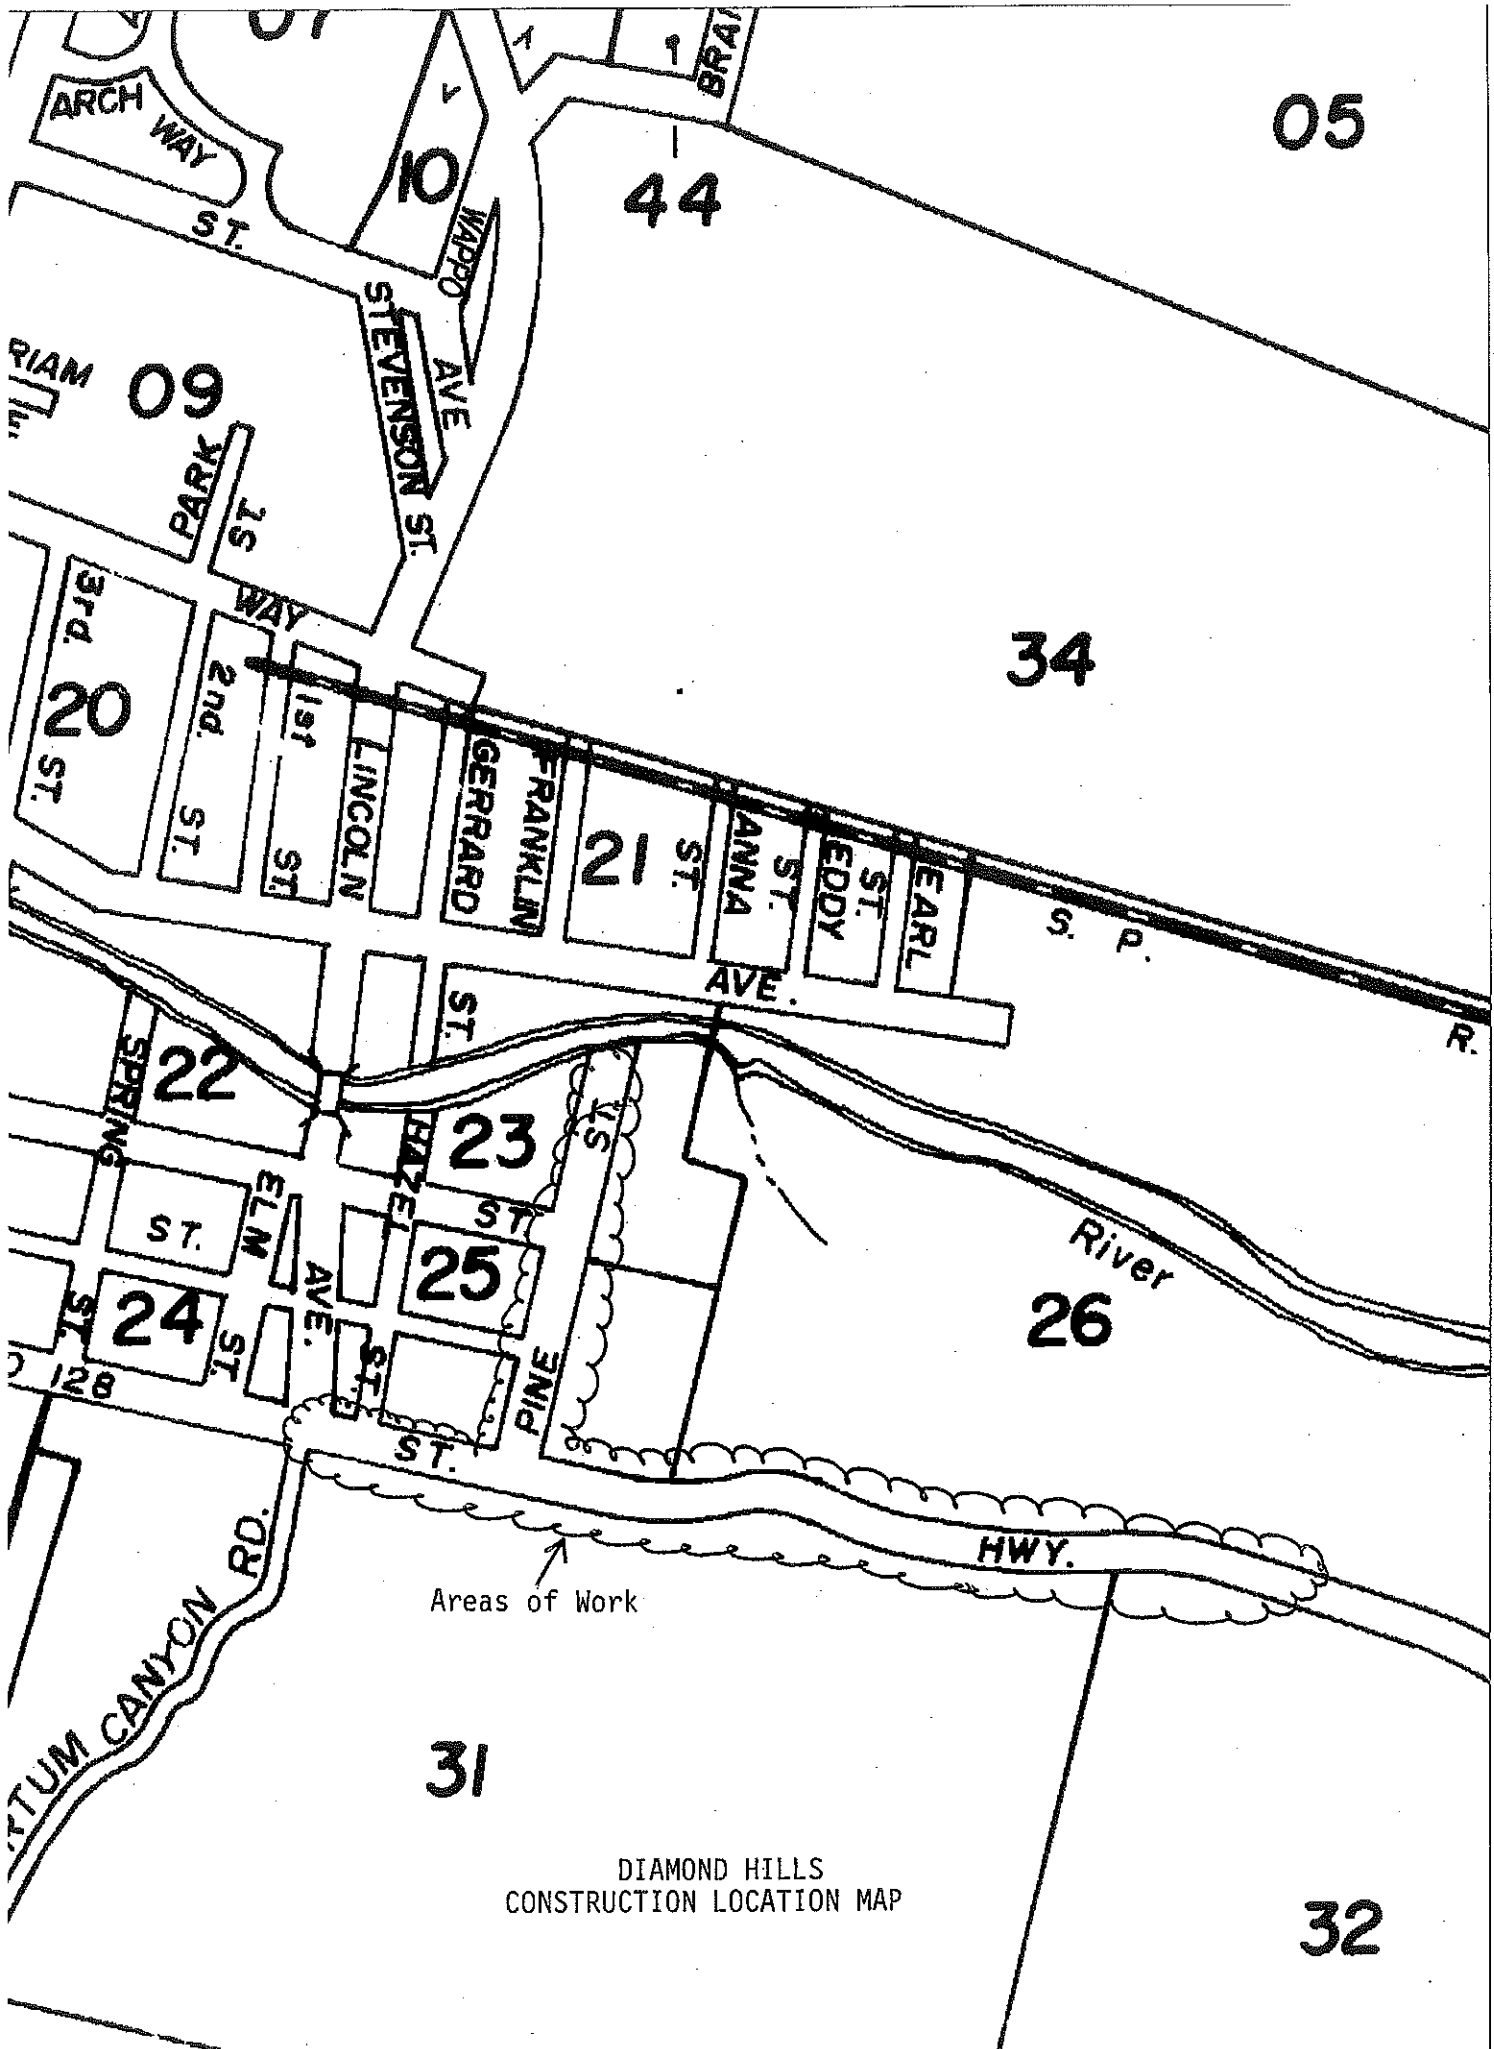 07
05
ARCH
WAY
10
44
WAPPO
ST.
STEVENSON ST.
AVE
RIAM
09
PARK
ST
WAY
34
3rd.
20
ST.
2nd.
ST.
1st
ST.
LINCOLN
GERRARD
FRANKLIN
21
ST.
ANNA
ST.
EDDY
ST.
EARL
S. P.
R.
AVE.
ST.
SPRING
22
HAZEL
23
ST.
ELM
ST.
ST.
River
AVE.
25
26
ST.
24
ST.
ST.
128
PINE
ST.
HWY.
RD.
Areas of Work
CANYON
TUM
31
DIAMOND HILLS
CONSTRUCTION LOCATION MAP
32